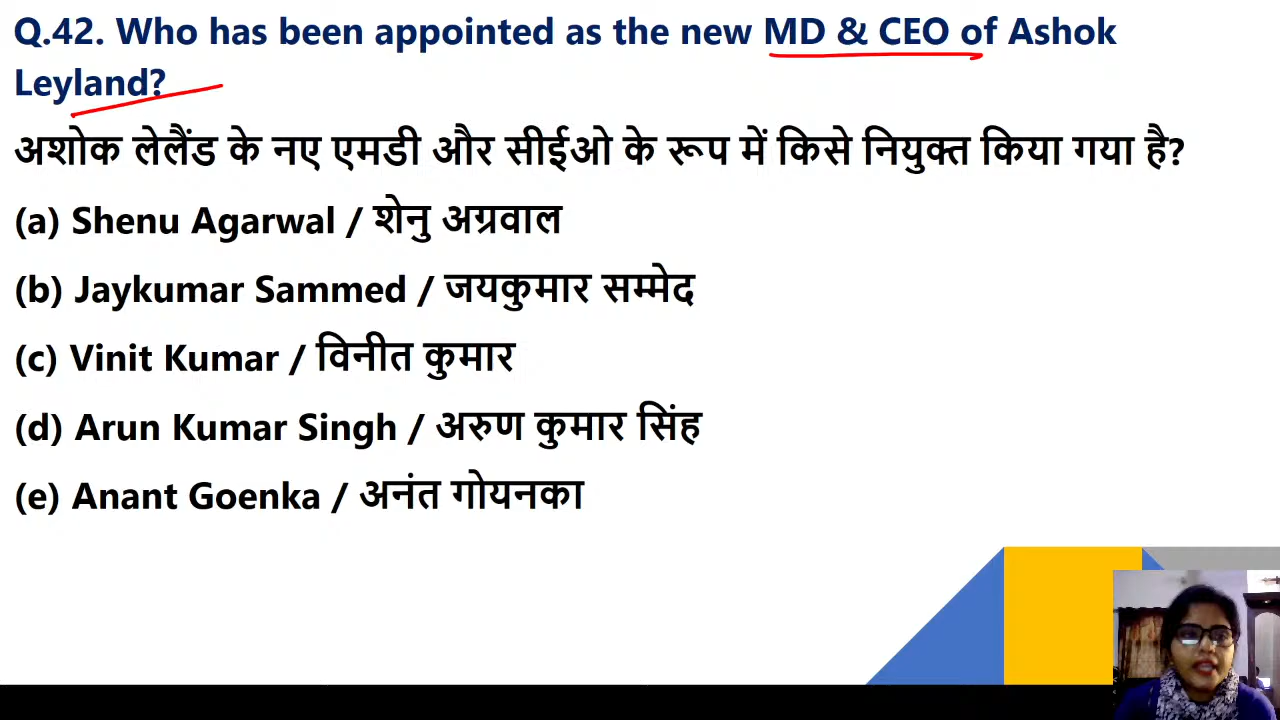 Q.42. Who has been appointed as the new MD & CEO of Ashok
Leyland?
अशोक लेलैंड के नए एमडी और सीईओ के रूप में किसे नियुक्त किया गया है?
(a) Shenu Agarwal / शेनु अग्रवाल
(b) Jaykumar Sammed / जयकुमार सम्मेद
(c) Vinit Kumar / विनीत कुमार
(d) Arun Kumar Singh / अरुण कुमार सिंह
(e) Anant Goenka / अनंत गोयनका